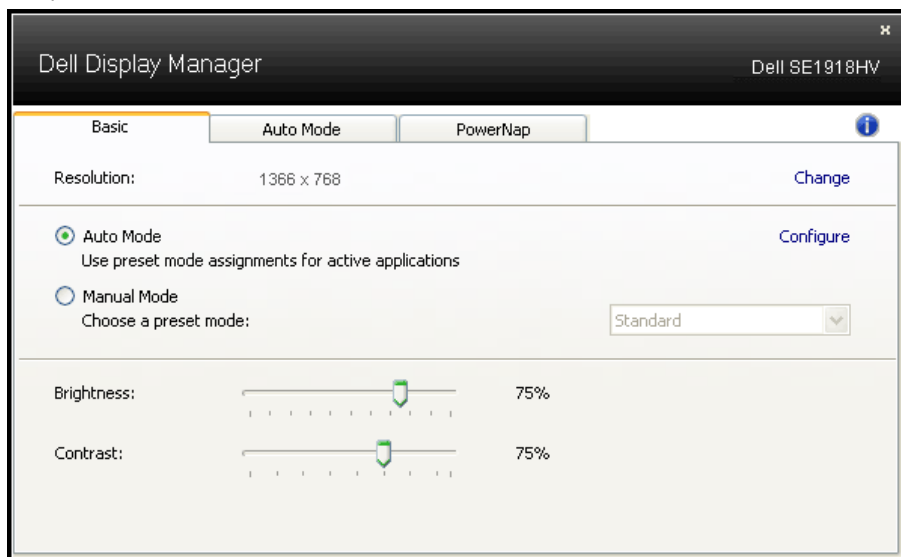 Dell Display Manager
Dell SE1918HV
Basic
Auto Mode
PowerNap
Resolution:
1366 x 768
Change
Auto Mode
Configure
Use preset mode assignments for active applications
Manual Mode
Choose a preset mode:
Standard
Brightness:
75%
Contrast:
75%